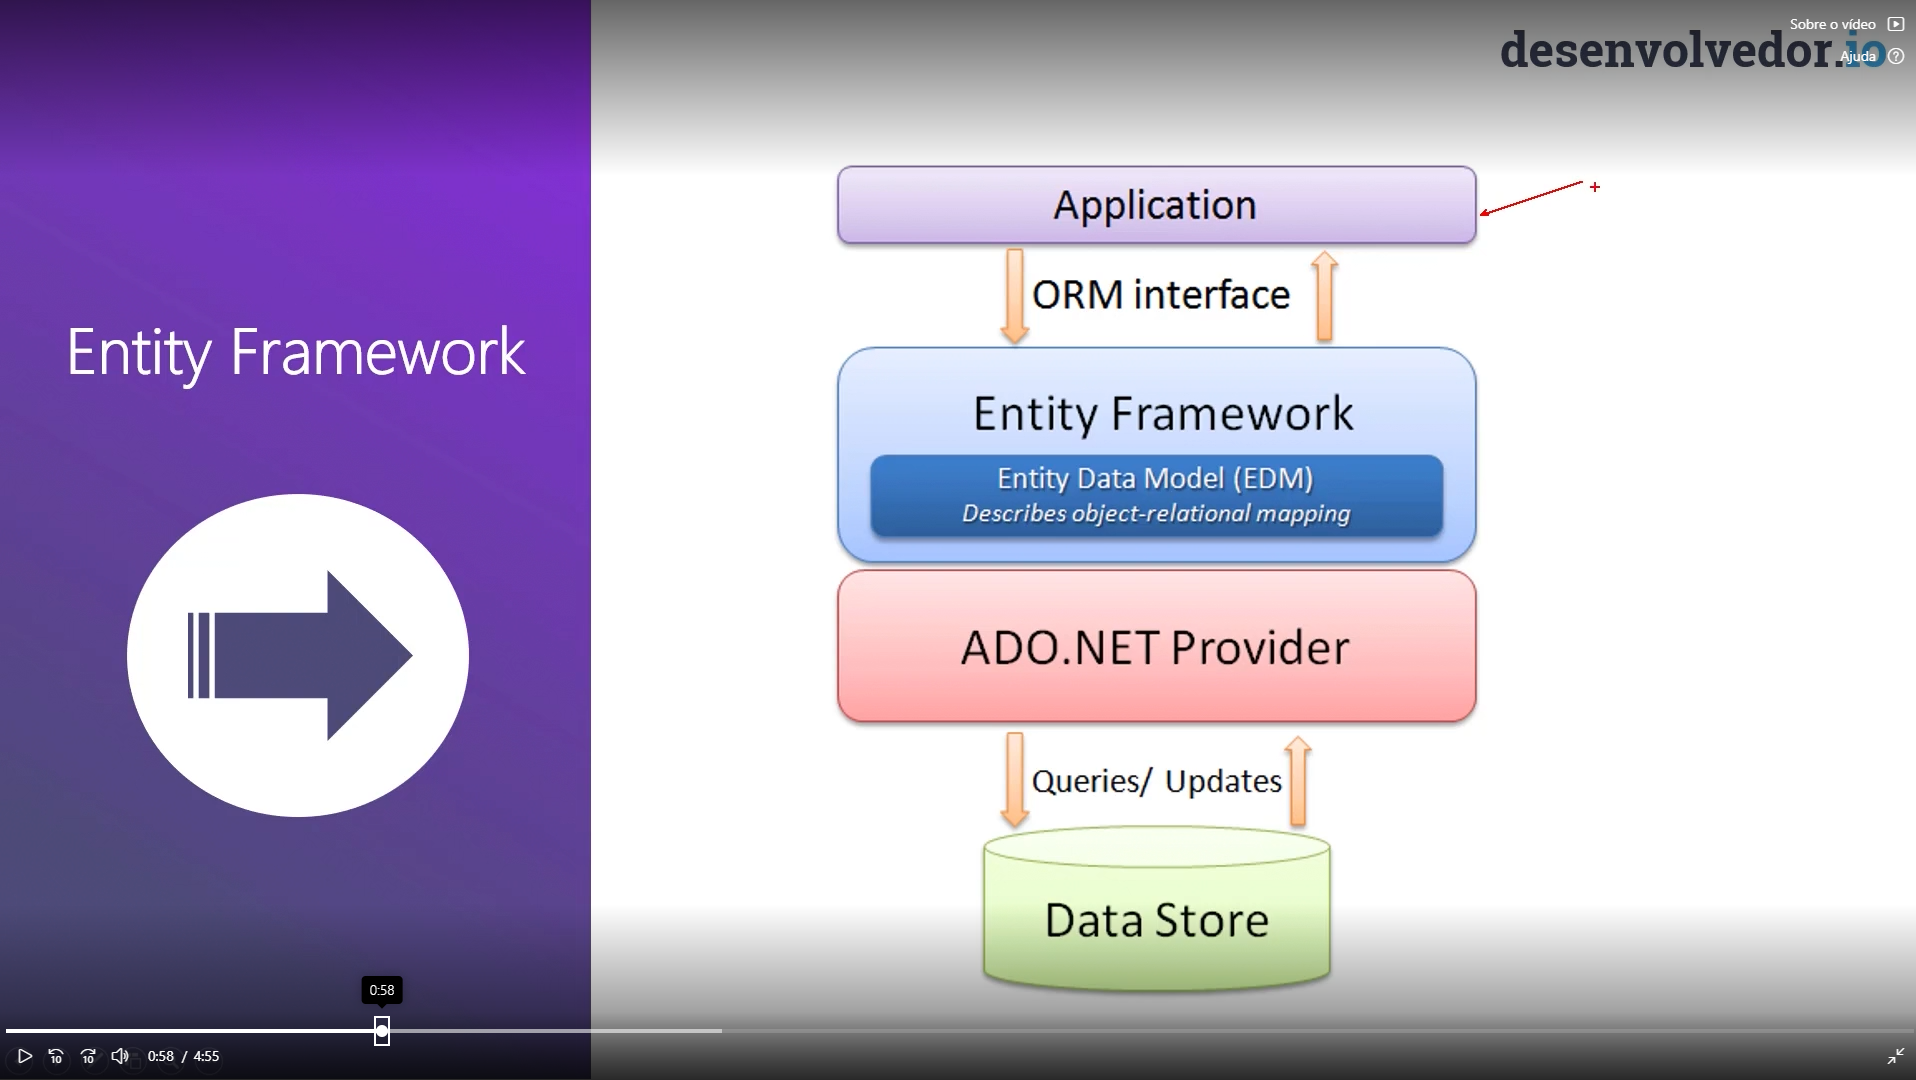 Sobre o vídeo
desenvolvedor.io
Ajuda
Application
ORM interface
Entity Framework
Entity Framework
Entity Data Model (EDM)
Describes object-relational mapping
ADO.NET Provider
Queries/ Updates
Data Store
0:58
10 10 0:58 / 4:55